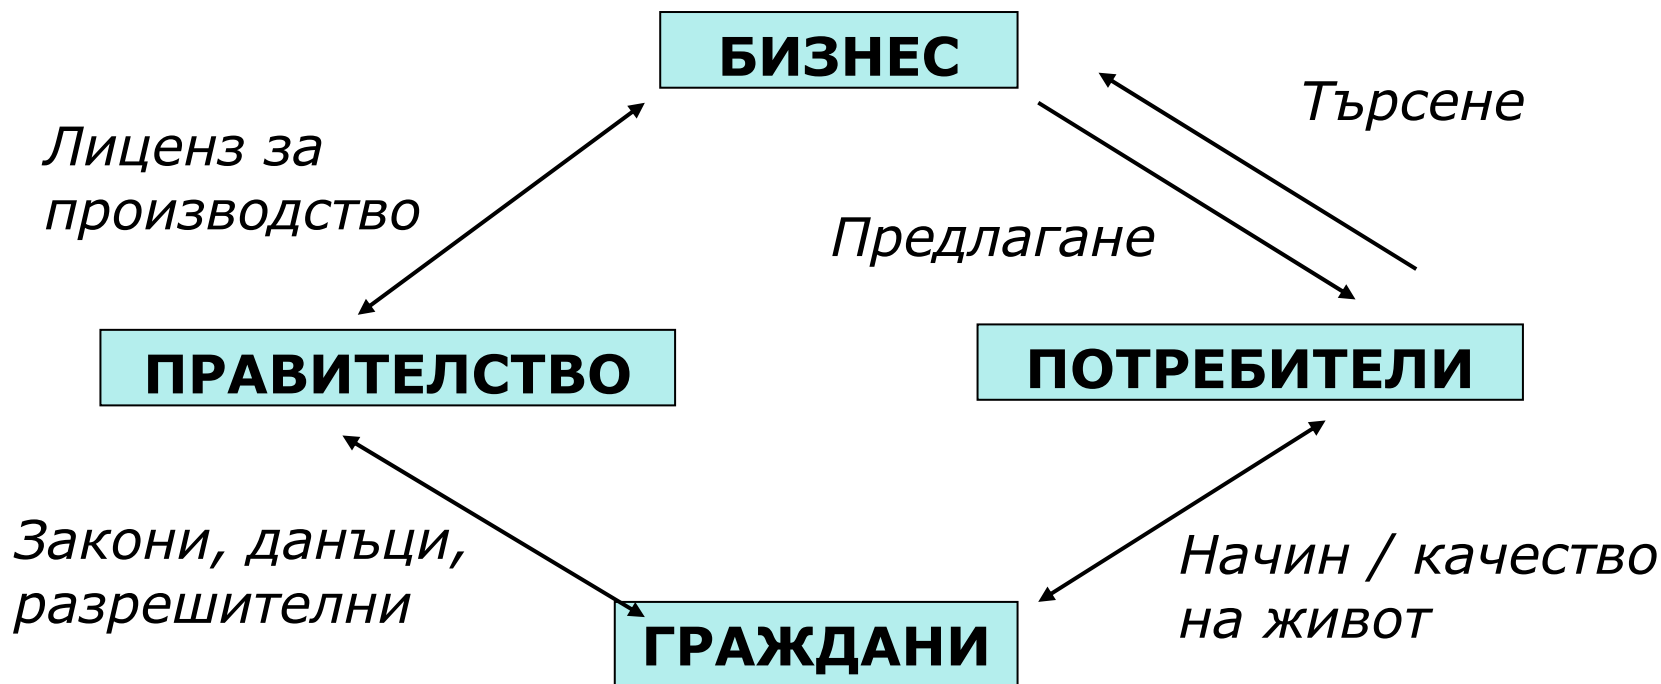 БИЗНЕС
Търсене
Лиценз за
производство
Предлагане
ПРАВИТЕЛСТВО
ПОТРЕБИТЕЛИ
Закони, данъци,
разрешителни
Начин / качество
на живот
ГРАЖДАНИ